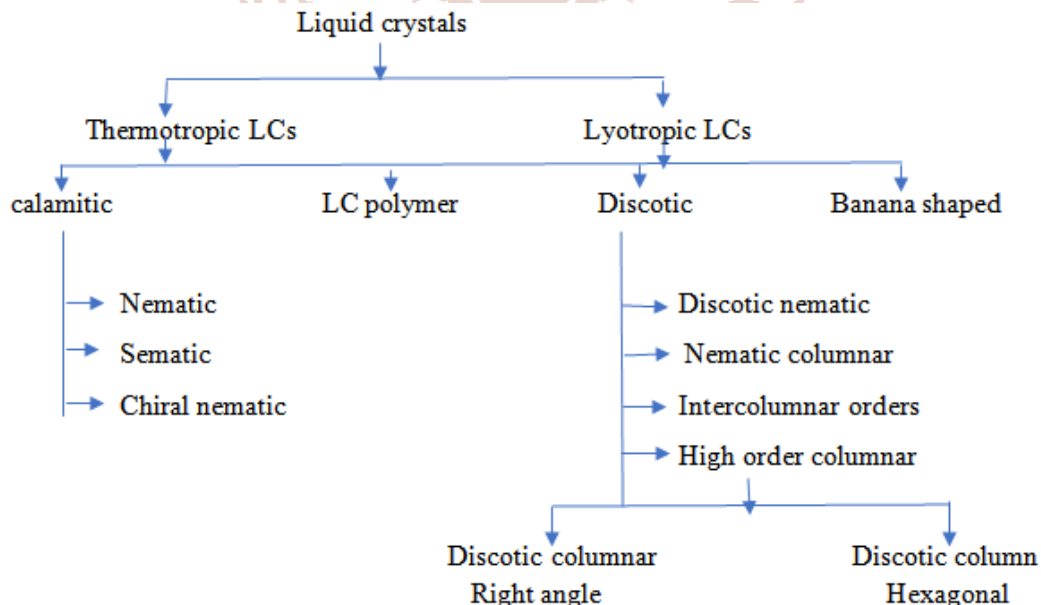 Liquid crystals
Thermotropic LCs
Lyotropic LCs
calamitic
LC polymer
Discotic
Banana shaped
Nematic
Sematic
Chiral nematic
Discotic nematic
Nematic columnar
Intercolumnar orders
High order columnar
Discotic columnar
Right angle
Discotic column
Hexagonal